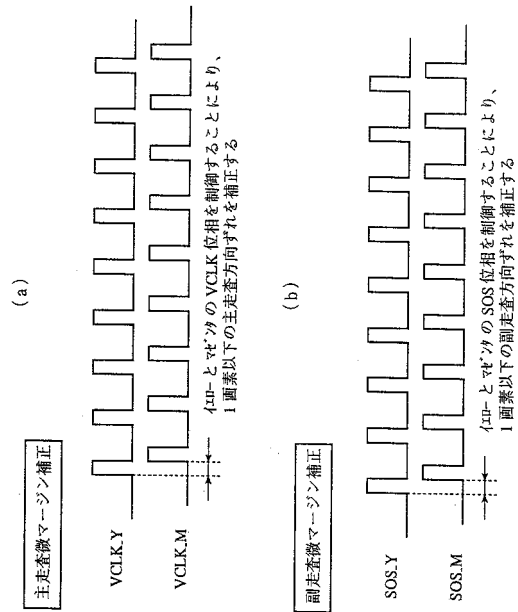 (a)
主走査微マージン補正
VCLK_Y
VCLK_M
イエローとマゼンタの VCLK 位相を制御することにより、
1 画素以下の主走査方向ずれを補正する
(b)
副走査微マージン補正
SOS_Y
SOS_M
イエローとマゼンタの SOS 位相を制御することにより、
1 画素以下の副走査方向ずれを補正する